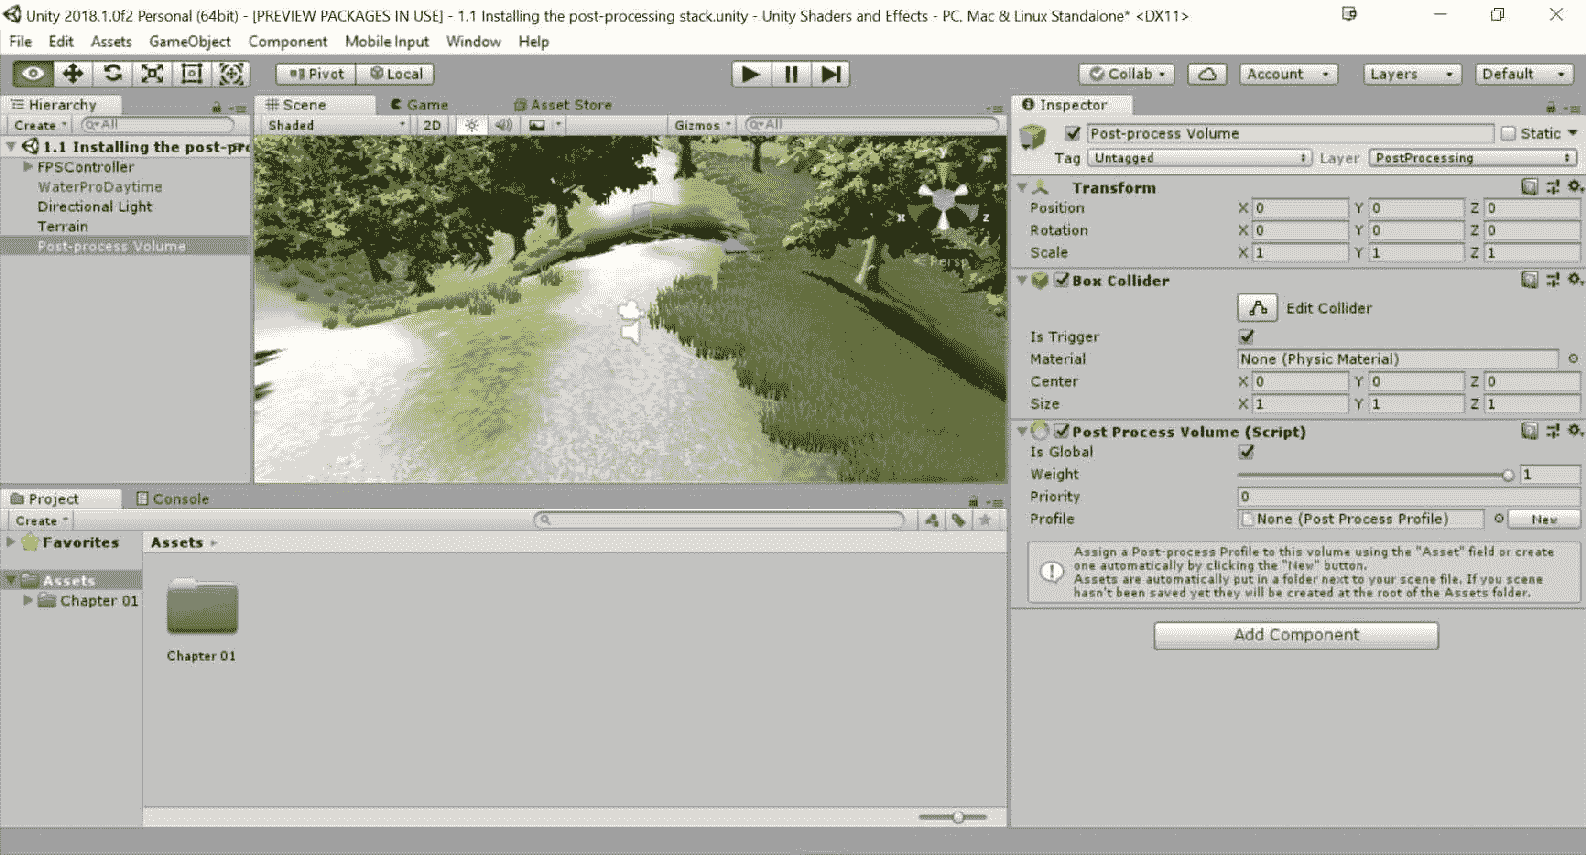 Unity 2018.1.0f2 Personal (64bit) - [PREVIEW PACKAGES IN USE] - 1.1 Installing the post-processing stack.unity - Unity Shaders and Effects - PC, Mac & Linux Standalone* <DX11>
File Edit Assets GameObject Component Mobile Input Window Help
Pivot Local Collab Account Layers Default
Hierarchy
Create All
1.1 Installing the post-pro
FPSController
WaterProDaytime
Directional Light
Terrain
Post-process Volume
Scene Game Asset Store
Shaded 2D Gizmos All
Y
X Z
Persp
Project Console
Create
Favorites
Assets
Chapter 01
Assets
Chapter 01
Inspector
Post-process Volume Static
Tag Untagged Layer PostProcessing
Transform
Position X 0 Y 0 Z 0
Rotation X 0 Y 0 Z 0
Scale X 1 Y 1 Z 1
Box Collider
Edit Collider
Is Trigger
Material None (Physic Material)
Center X 0 Y 0 Z 0
Size X 1 Y 1 Z 1
Post Process Volume (Script)
Is Global
Weight 1
Priority 0
Profile None (Post Process Profile) New
Assign a Post-process Profile to this volume using the "Asset" field or create
one automatically by clicking the "New" button.
Assets are automatically put in a folder next to your scene file. If you scene
hasn't been saved yet they will be created at the root of the Assets folder.
Add Component